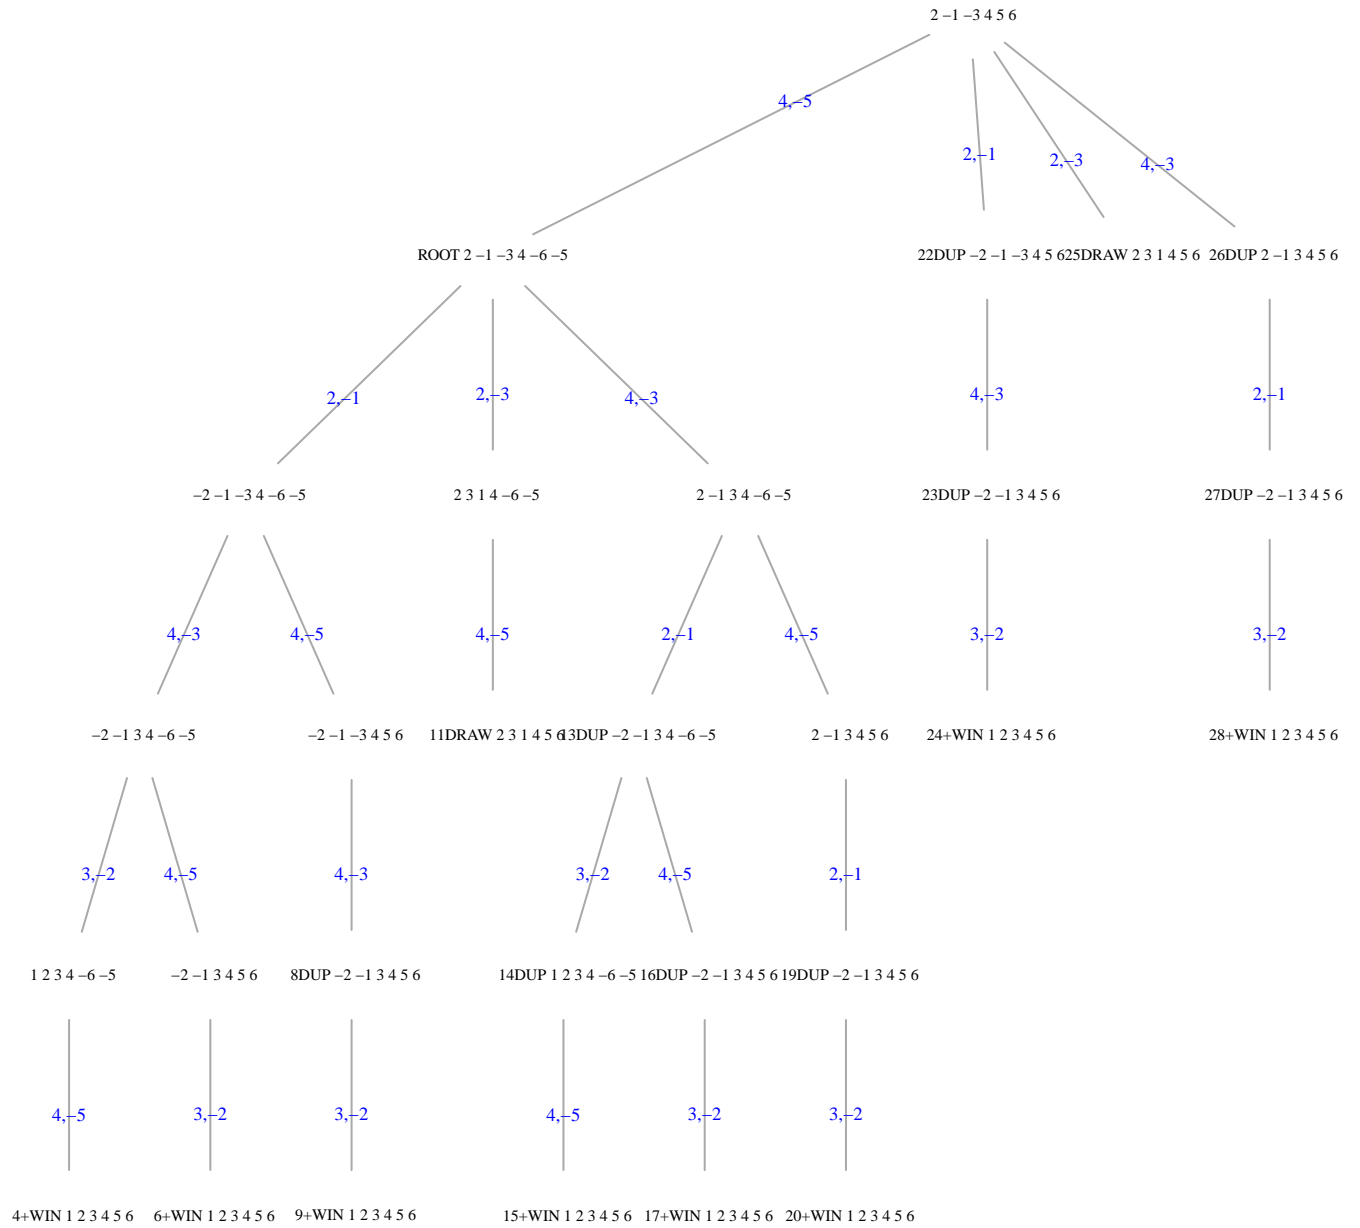 2 −1 −3 4 5 6
4,−5
2,−1
2,−3
4,−3
ROOT 2 −1 −3 4 −6 −5
22DUP −2 −1 −3 4 5 6
25DRAW 2 3 1 4 5 6
26DUP 2 −1 3 4 5 6
2,−1
2,−3
4,−3
4,−3
2,−1
−2 −1 −3 4 −6 −5
2 3 1 4 −6 −5
2 −1 3 4 −6 −5
23DUP −2 −1 3 4 5 6
27DUP −2 −1 3 4 5 6
4,−3
4,−5
4,−5
2,−1
4,−5
3,−2
3,−2
−2 −1 3 4 −6 −5
−2 −1 −3 4 5 6
11DRAW 2 3 1 4 5 6
13DUP −2 −1 3 4 −6 −5
2 −1 3 4 5 6
24+WIN 1 2 3 4 5 6
28+WIN 1 2 3 4 5 6
3,−2
4,−5
4,−3
3,−2
4,−5
2,−1
1 2 3 4 −6 −5
−2 −1 3 4 5 6
8DUP −2 −1 3 4 5 6
14DUP 1 2 3 4 −6 −5
16DUP −2 −1 3 4 5 6
19DUP −2 −1 3 4 5 6
4,−5
3,−2
3,−2
4,−5
3,−2
3,−2
4+WIN 1 2 3 4 5 6
6+WIN 1 2 3 4 5 6
9+WIN 1 2 3 4 5 6
15+WIN 1 2 3 4 5 6
17+WIN 1 2 3 4 5 6
20+WIN 1 2 3 4 5 6